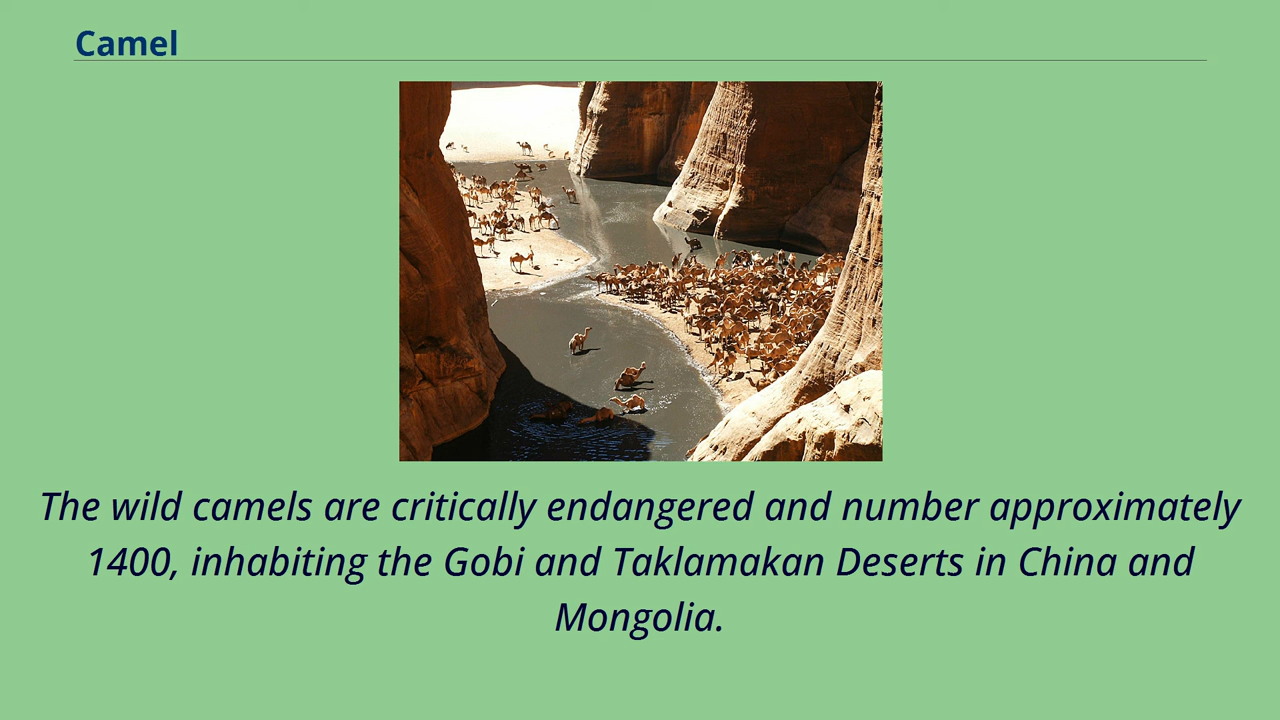 Camel
The wild camels are critically endangered and number approximately
1400, inhabiting the Gobi and Taklamakan Deserts in China and
Mongolia.